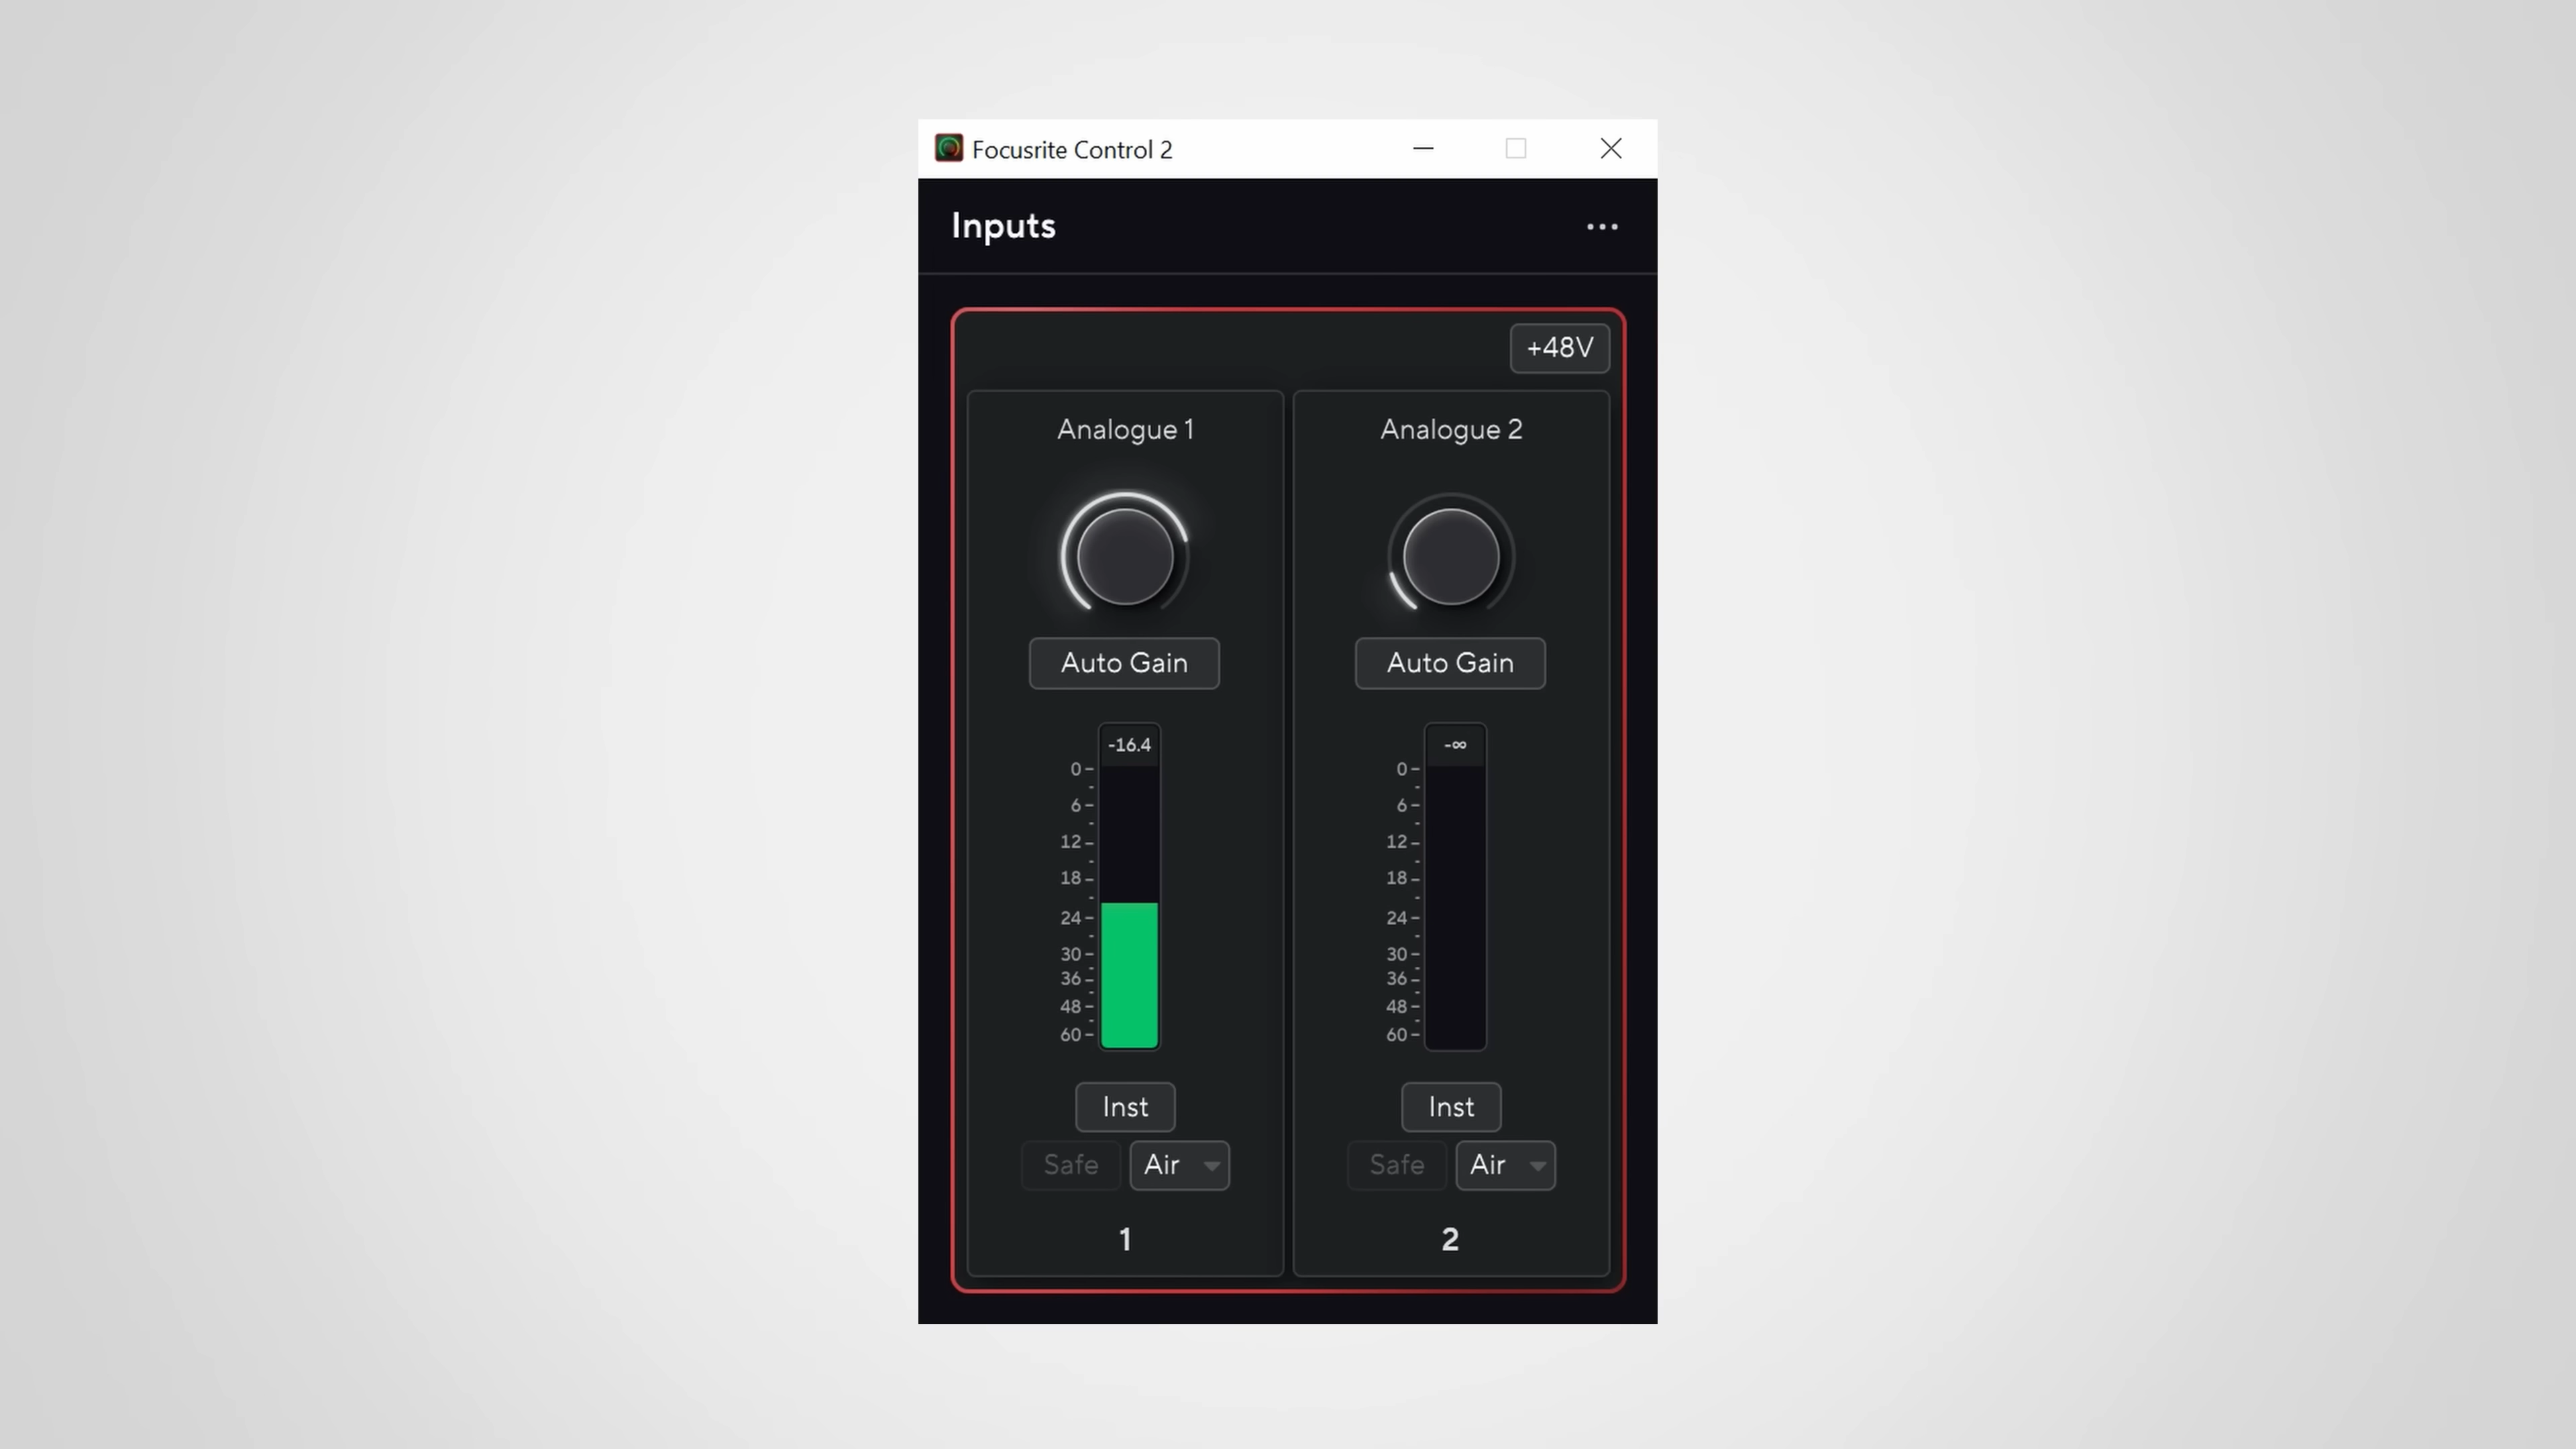 Focusrite Control 2
Inputs
...
+48V
Analogue 1
Analogue 2
Auto Gain
Auto Gain
-16.4
0
6
12
18
24
30
36
48
60
-∞
0
6
12
18
24
30
36
48
60
Inst
Safe
Air
Inst
Safe
Air
1
2